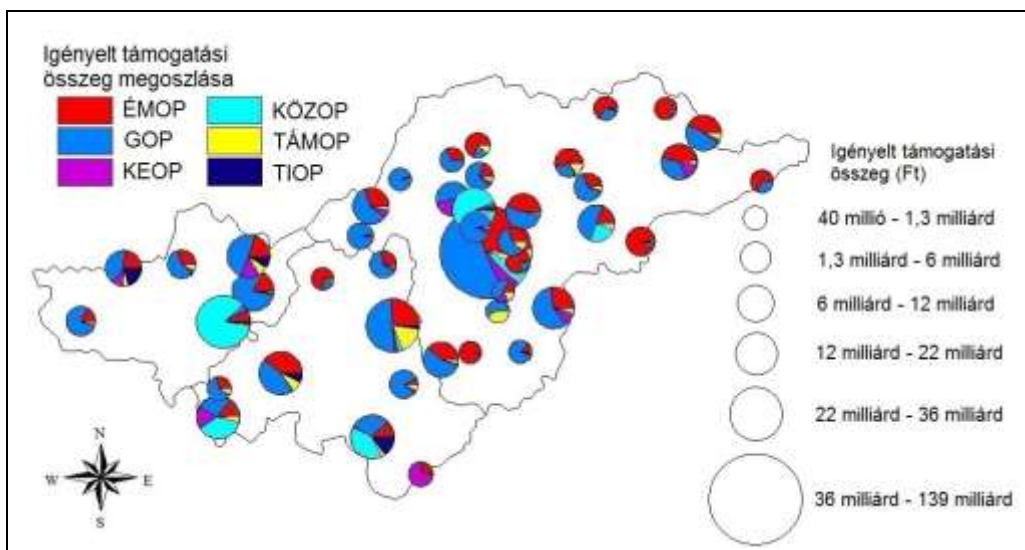 Igényelt támogatási
összeg megoszlása
ÉMOP
KÖZOP
GOP
TÁMOP
KEOP
TIOP
Igényelt támogatási
összeg (Ft)
40 millió - 1,3 milliárd
1,3 milliárd - 6 milliárd
6 milliárd - 12 milliárd
12 milliárd - 22 milliárd
22 milliárd - 36 milliárd
36 milliárd - 139 milliárd
N
W
E
S